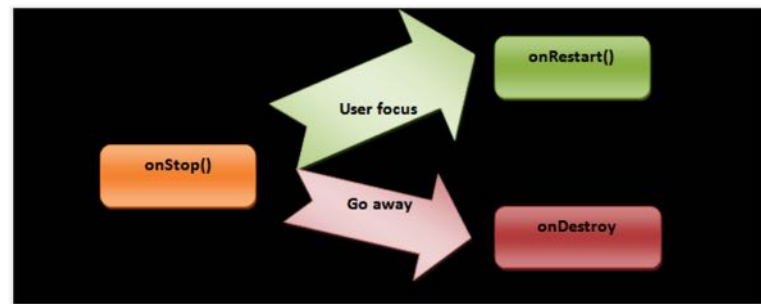 onRestart()
User focus
onStop()
Go away
onDestroy